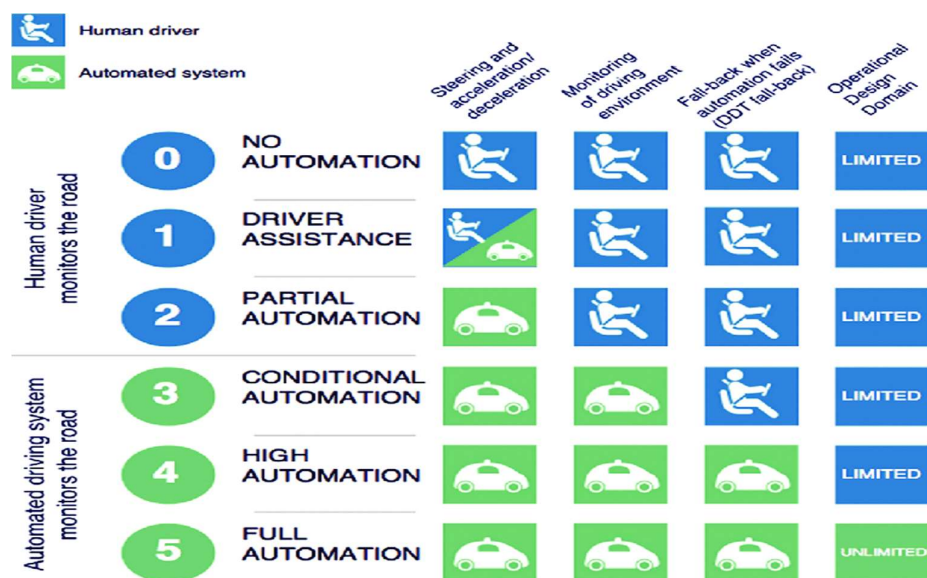 Human driver
Automated system
Steering and
acceleration/
deceleration
Monitoring
of driving
environment
Fall-back when
automation fails
(DDT fall-back)
Operational
Design
Domain
Human driver
monitors the road
0
NO
AUTOMATION
LIMITED
1
DRIVER
ASSISTANCE
LIMITED
2
PARTIAL
AUTOMATION
LIMITED
Automated driving system
monitors the road
3
CONDITIONAL
AUTOMATION
LIMITED
4
HIGH
AUTOMATION
LIMITED
5
FULL
AUTOMATION
UNLIMITED